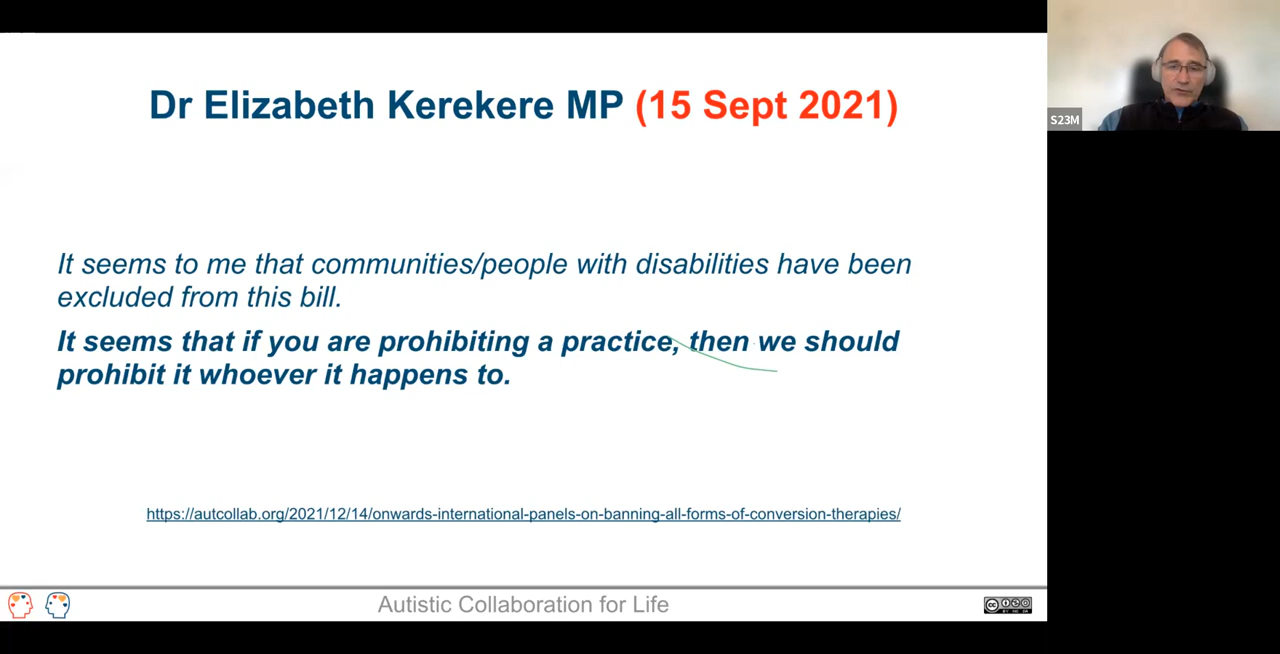 Dr Elizabeth Kerekere MP (15 Sept 2021)
S23M
It seems to me that communities/people with disabilities have been
excluded from this bill.
It seems that if you are prohibiting a practice, then we should
prohibit it whoever it happens to.
https://autcollab.org/2021/12/14/onwards-international-panels-on-banning-all-forms-of-conversion-therapies/
Autistic Collaboration for Life